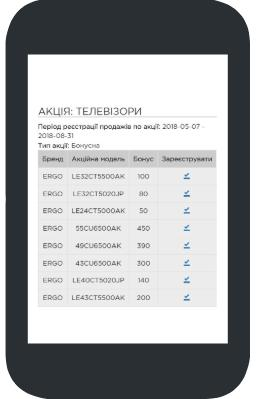 АКЦІЯ: ТЕЛЕВІЗОРИ
Період реєстрації продажів по акції: 2018-05-07 -
2018-08-31
Тип акції: Бонусна
Бренд Акційна модель Бонус Зареєструвати
ERGO LE32CT5500AK 100
ERGO LE32CT5020JP 80
ERGO LE24CT5000AK 50
ERGO 55CU6500AK 450
ERGO 49CU6500AK 390
ERGO 43CU6500AK 300
ERGO LE40CT5020JP 140
ERGO LE43CT5500AK 200